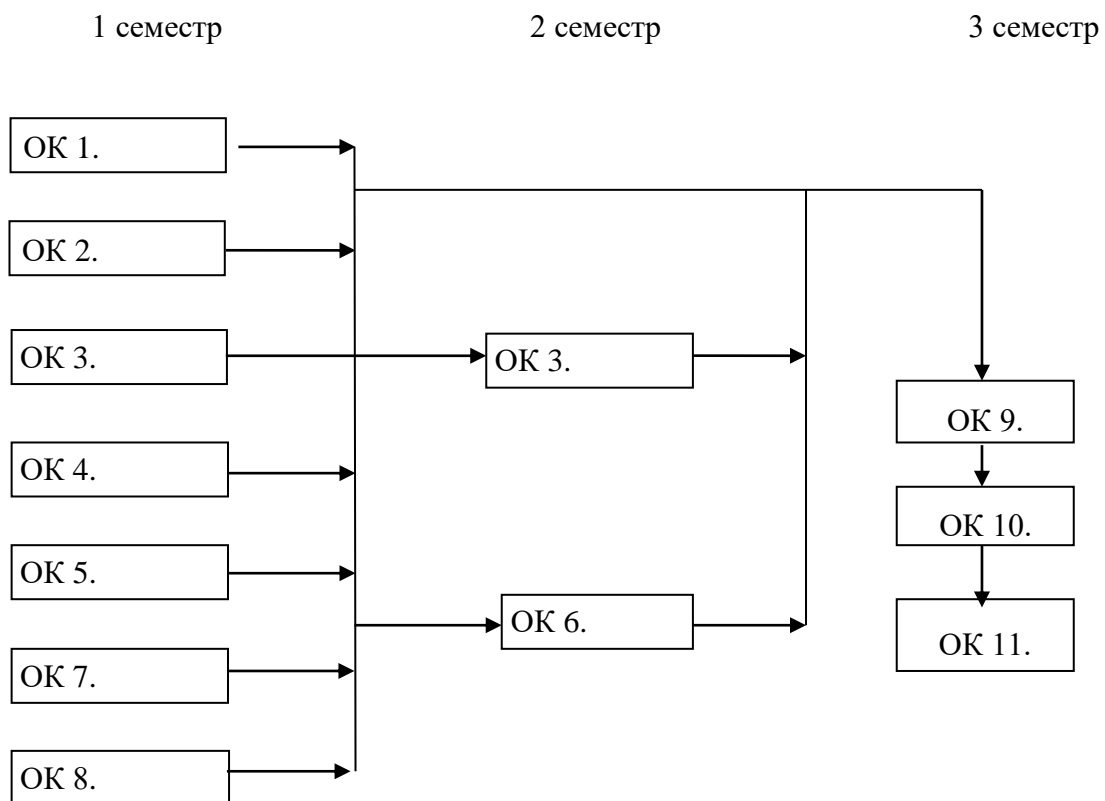 1 семестр 2 семестр 3 семестр
ОК 1.
ОК 2.
ОК 3. ОК 3.
ОК 9.
ОК 4.
ОК 10.
ОК 5.
ОК 6.
ОК 11.
ОК 7.
ОК 8.